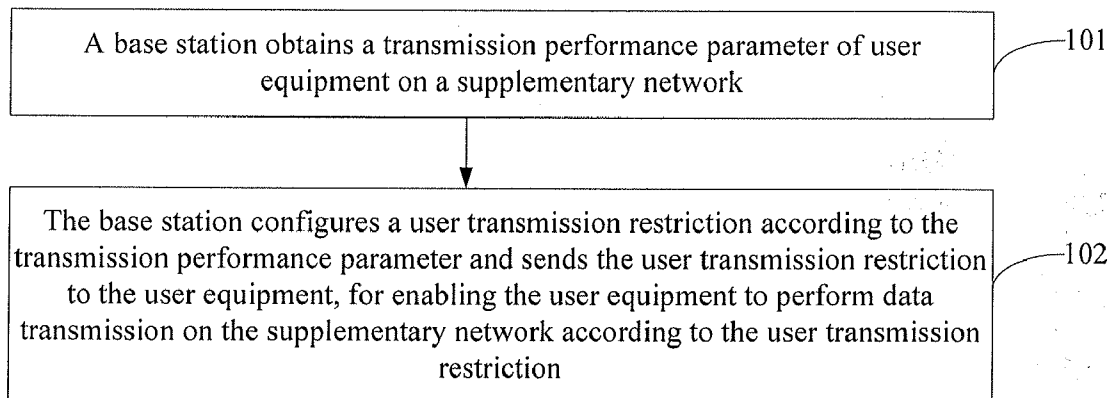 A base station obtains a transmission performance parameter of user
equipment on a supplementary network
101
The base station configures a user transmission restriction according to the
transmission performance parameter and sends the user transmission restriction
to the user equipment, for enabling the user equipment to perform data
transmission on the supplementary network according to the user transmission
restriction
102